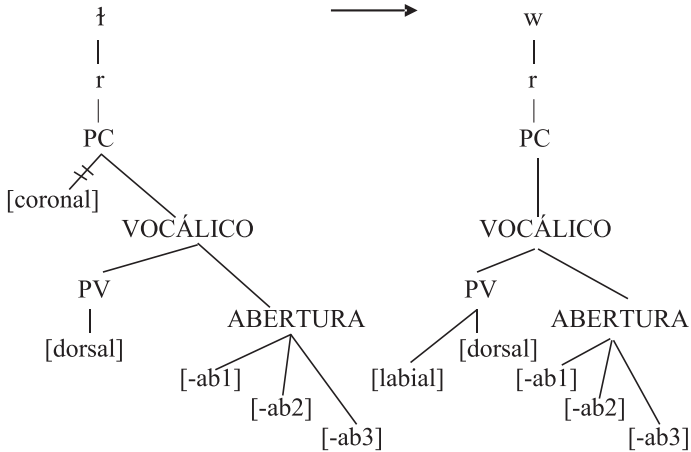 ɫ w
r r
PC PC
[coronal]
VOCÁLICO VOCÁLICO
PV PV
ABERTURA ABERTURA
[dorsal] [dorsal]
[-ab1] [labial] [-ab1]
[-ab2] [-ab2]
[-ab3] [-ab3]